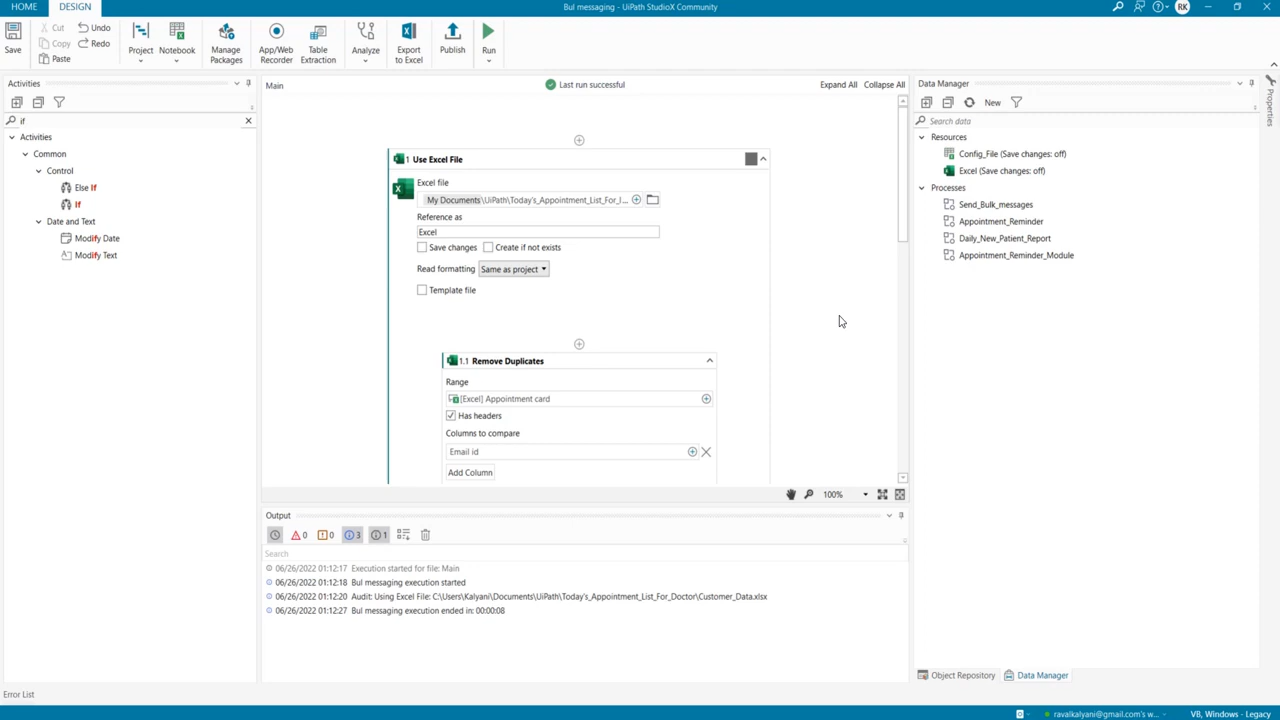 HOME
DESIGN
Bul messaging - UiPath StudioX Community
RK
Save
Cut
Copy
Paste
Undo
Redo
Project
Notebook
Manage Packages
App/Web Recorder
Table Extraction
Analyze
Export to Excel
Publish
Run
Activities
if
Activities
Common
Control
Else If
If
Date and Text
Modify Date
Modify Text
Main
Last run successful
Expand All
Collapse All
1 Use Excel File
Excel file
My Documents\UiPath\Today's_Appointment_List_For_I...
Reference as
Excel
Save changes
Create if not exists
Read formatting
Same as project
Template file
1.1 Remove Duplicates
Range
[Excel] Appointment card
Has headers
Columns to compare
Email id
Add Column
100%
Output
0
0
3
1
Search
06/26/2022 01:12:17 Execution started for file: Main
06/26/2022 01:12:18 Bul messaging execution started
06/26/2022 01:12:20 Audit: Using Excel File: C:\Users\Kalyani\Documents\UiPath\Today's_Appointment_List_For_Doctor\Customer_Data.xlsx
06/26/2022 01:12:27 Bul messaging execution ended in: 00:00:08
Data Manager
New
Search data
Resources
Config_File (Save changes: off)
Excel (Save changes: off)
Processes
Send_Bulk_messages
Appointment_Reminder
Daily_New_Patient_Report
Appointment_Reminder_Module
Properties
Object Repository
Data Manager
Error List
ravalkalyani@gmail.com's w...
VB, Windows - Legacy